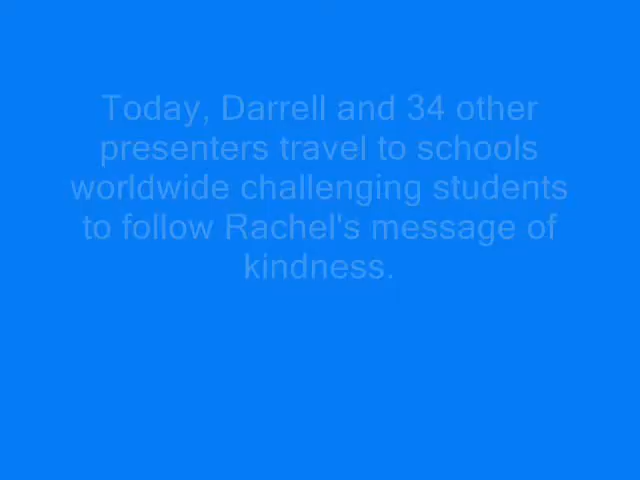 Today, Darrell and 34 other
presenters travel to schools
worldwide challenging students
to follow Rachel's message of
kindness.